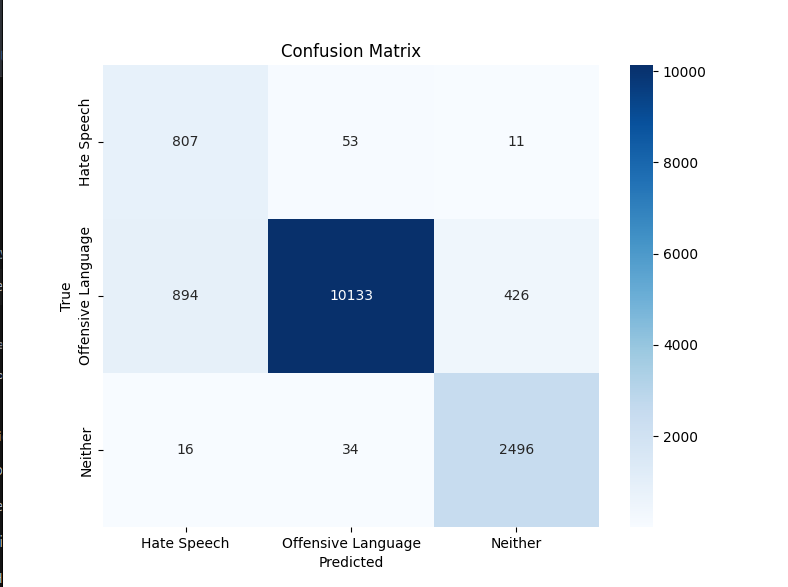 Confusion Matrix
Hate Speech
Offensive Language
Neither
True
807 53 11
894 10133 426
16 34 2496
Hate Speech Offensive Language Neither
Predicted
10000
8000
6000
4000
2000